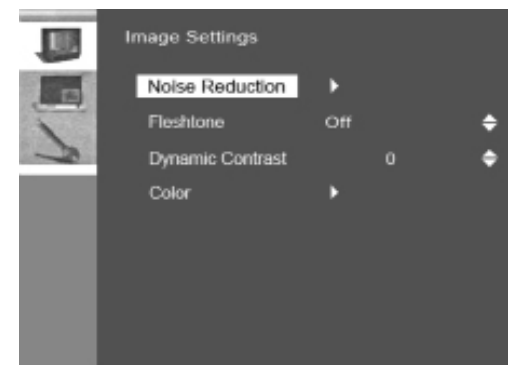 Image Settings
Noise Reduction
Fleshtone Off
Dynamic Contrast 0
Color